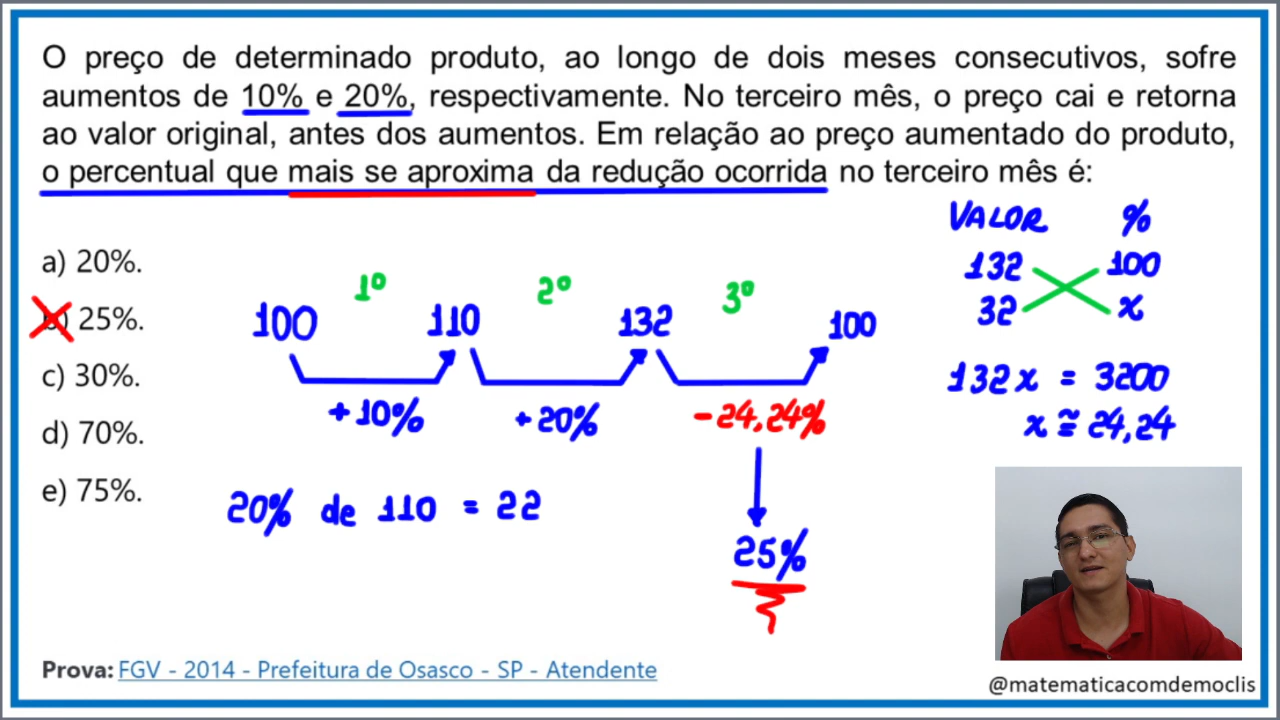 O preço de determinado produto, ao longo de dois meses consecutivos, sofre
aumentos de 10% e 20%, respectivamente. No terceiro mês, o preço cai e retorna
ao valor original, antes dos aumentos. Em relação ao preço aumentado do produto,
o percentual que mais se aproxima da redução ocorrida no terceiro mês é:
VALOR %
a) 20%.
132 100
1º 2º 3º
b) 25%.
100 110 132 100
32 x
c) 30%.
132x = 3200
+10% +20% -24,24%
x ≅ 24,24
d) 70%.
e) 75%.
20% de 110 = 22
25%
Prova: FGV - 2014 - Prefeitura de Osasco - SP - Atendente
@matematicacomdemoclis